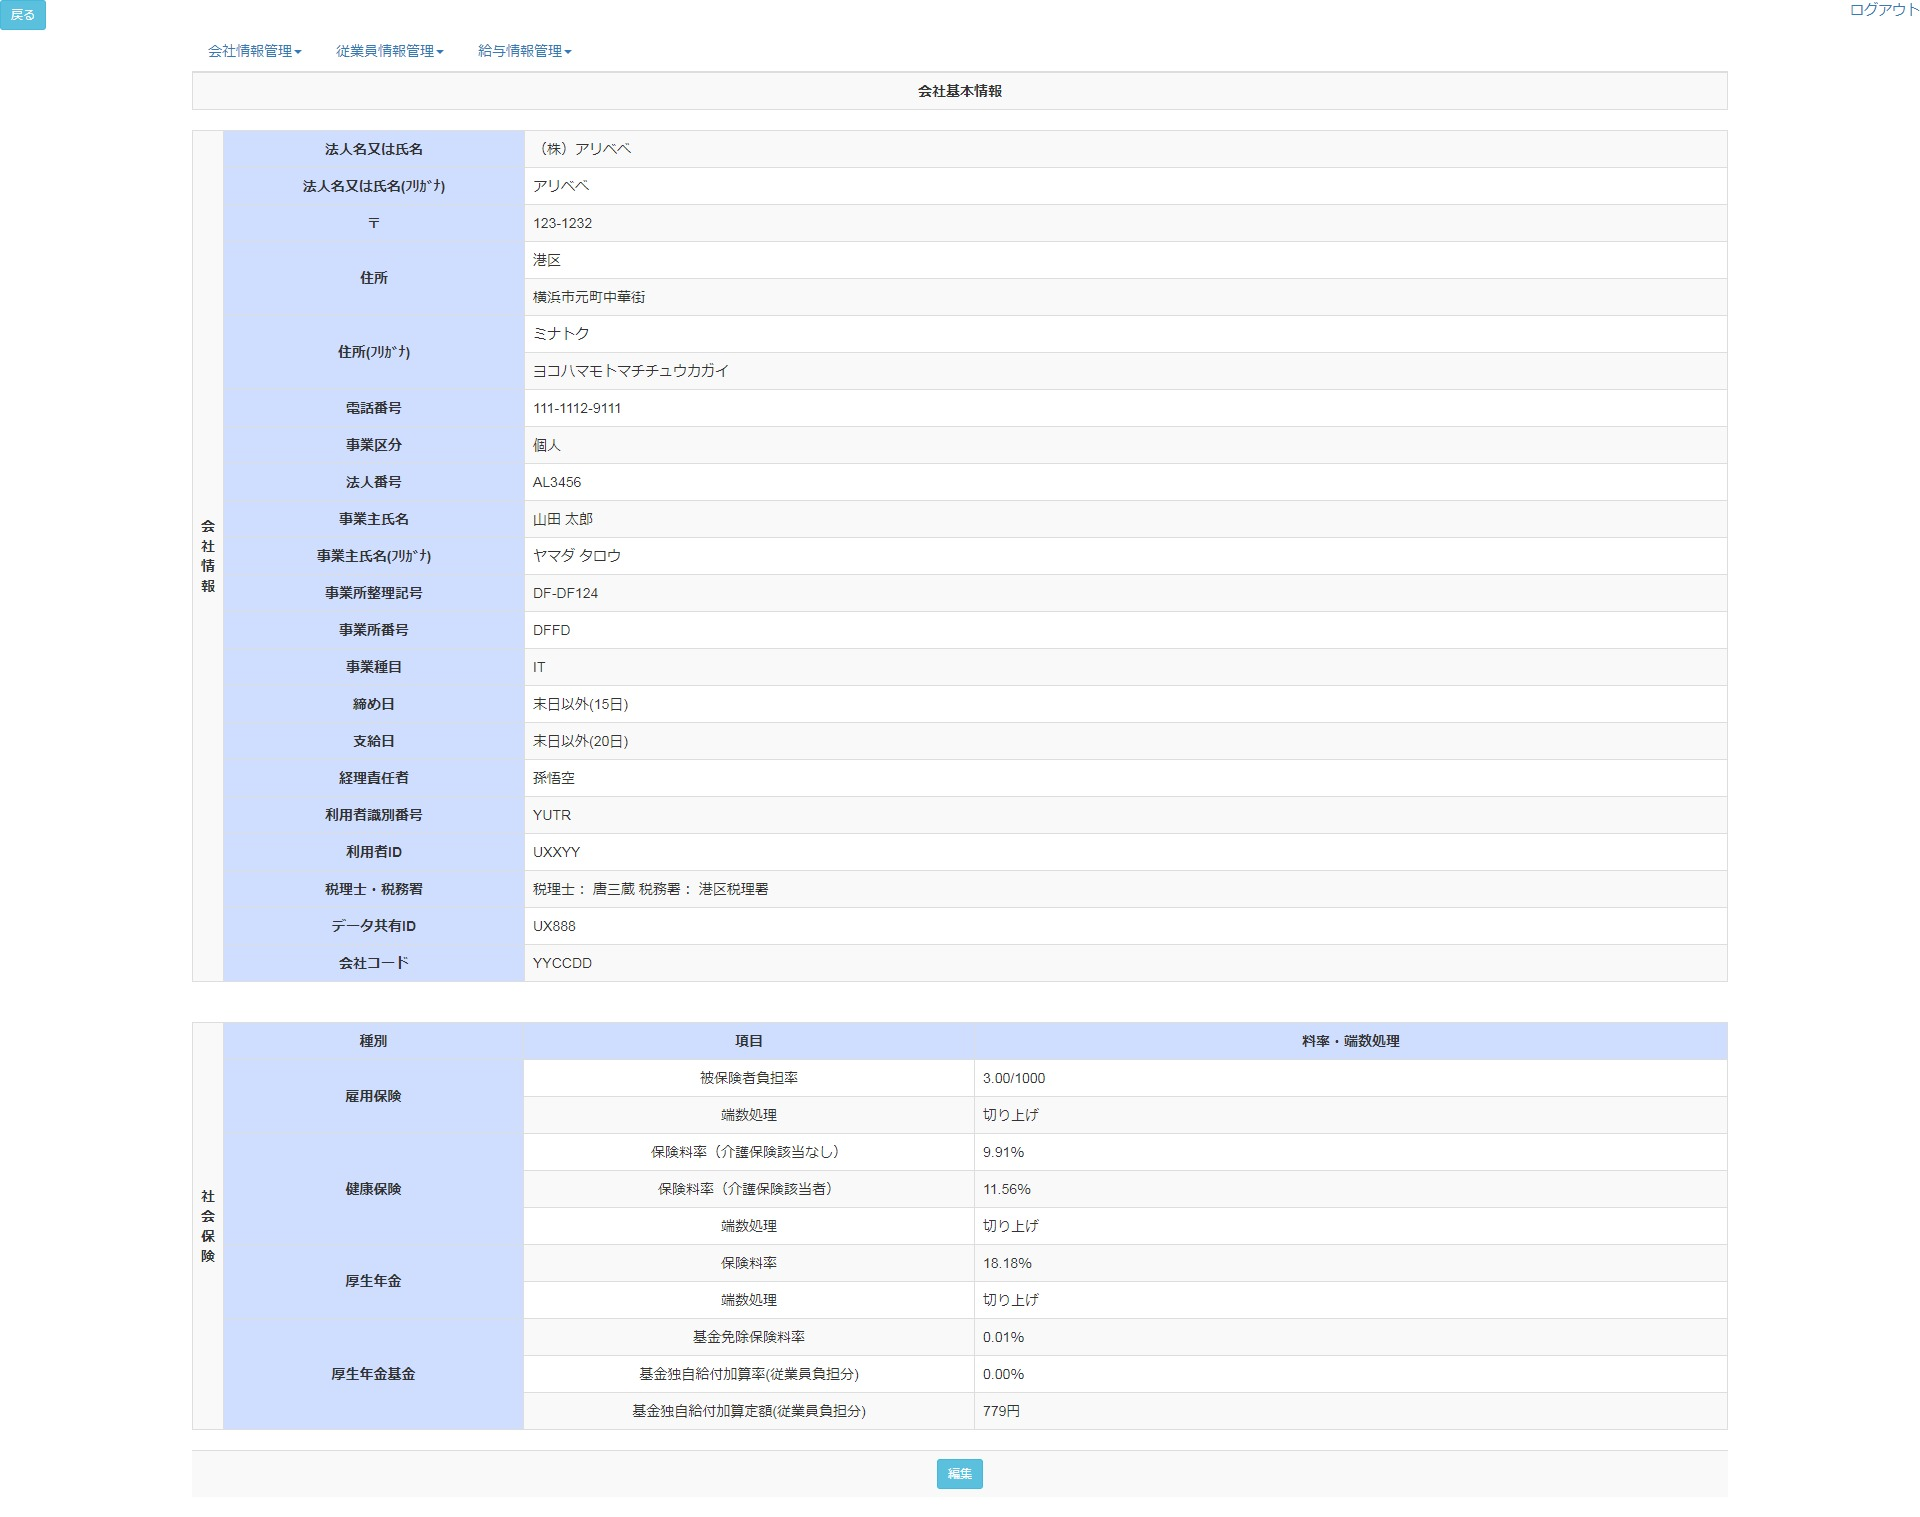 戻る
ログアウト
会社情報管理 従業員情報管理 給与情報管理
会社基本情報
会社情報
法人名又は氏名 （株）アリベベ
法人名又は氏名(ﾌﾘｶﾞﾅ) アリベベ
〒 123-1232
住所 港区
横浜市元町中華街
住所(ﾌﾘｶﾞﾅ) ミナトク
ヨコハマモトマチチュウカガイ
電話番号 111-1112-9111
事業区分 個人
法人番号 AL3456
事業主氏名 山田 太郎
事業主氏名(ﾌﾘｶﾞﾅ) ヤマダ タロウ
事業所整理記号 DF-DF124
事業所番号 DFFD
事業種目 IT
締め日 末日以外(15日)
支給日 末日以外(20日)
経理責任者 孫悟空
利用者識別番号 YUTR
利用者ID UXXYY
税理士・税務署 税理士： 唐三蔵 税務署： 港区税理署
データ共有ID UX888
会社コード YYCCDD
社会保険
種別 項目 料率・端数処理
雇用保険 被保険者負担率 3.00/1000
端数処理 切り上げ
健康保険 保険料率（介護保険該当なし） 9.91%
保険料率（介護保険該当者） 11.56%
端数処理 切り上げ
厚生年金 保険料率 18.18%
端数処理 切り上げ
厚生年金基金 基金免除保険料率 0.01%
基金独自給付加算率(従業員負担分) 0.00%
基金独自給付加算定額(従業員負担分) 779円
編集